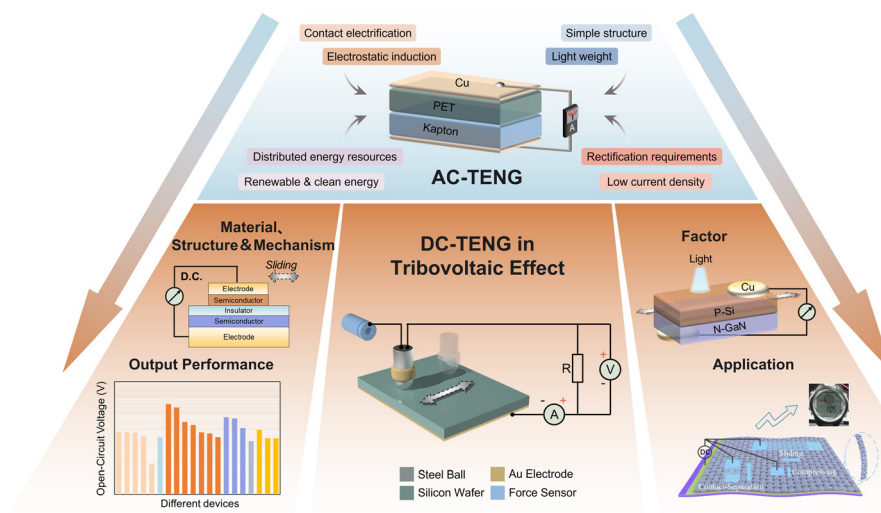 Contact electrification
Simple structure
Electrostatic induction
Light weight
Cu
PET
Kapton
A
Distributed energy resources
Rectification requirements
Renewable & clean energy
Low current density
AC-TENG
Material、
Structure & Mechanism
Sliding
D.C.
Electrode
Semiconductor
Insulator
Semiconductor
Electrode
Output Performance
Open-Circuit Voltage (V)
Different devices
DC-TENG in
Tribovoltaic Effect
R
+
V
-
-
A
+
Steel Ball
Au Electrode
Silicon Wafer
Force Sensor
Factor
Light
Cu
P-Si
N-GaN
Application
DC
Sliding
Compressing
Contact-Separation